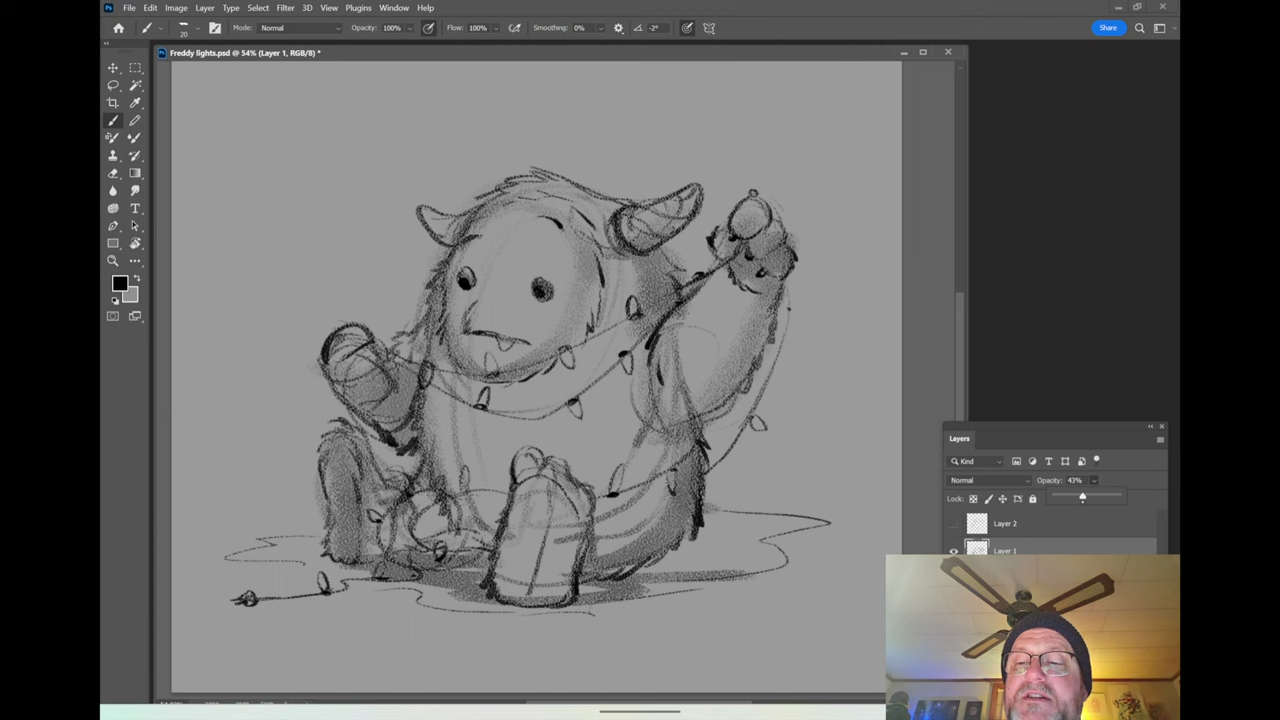 File Edit Image Layer Type Select Filter 3D View Plugins Window Help
20 Mode: Normal Opacity: 100% Flow: 100% Smoothing: 0% -2° Share
Freddy lights.psd @ 54% (Layer 1, RGB/8) *
Layers
Kind
Normal Opacity: 43%
Lock:
Layer 2
Layer 1